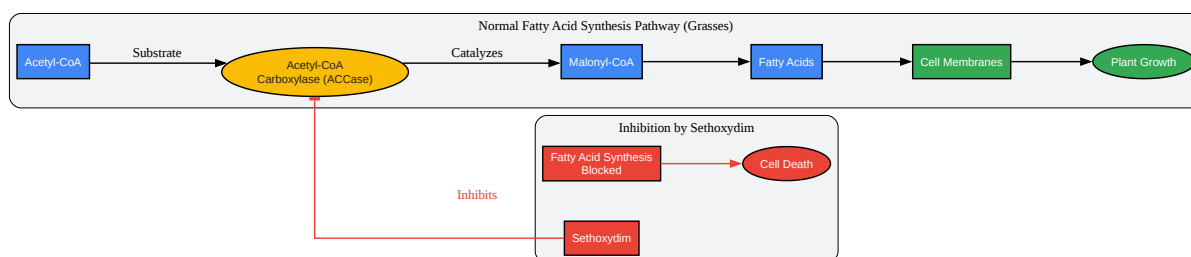 Normal Fatty Acid Synthesis Pathway (Grasses)
Acetyl-CoA
Substrate
Acetyl-CoA
Carboxylase (ACCase)
Catalyzes
Malonyl-CoA
Fatty Acids
Cell Membranes
Plant Growth
Inhibition by Sethoxydim
Fatty Acid Synthesis
Blocked
Cell Death
Inhibits
Sethoxydim